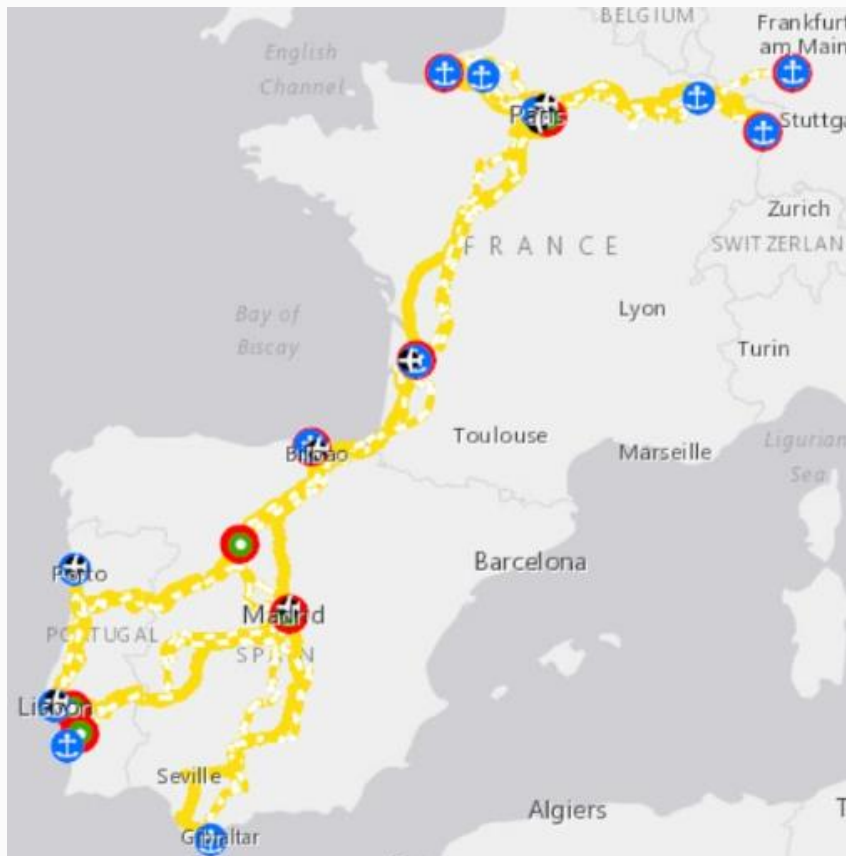 BELGIUM
Frankfurt
am Main
English
Channel
Paris
Stuttga
Zurich
FRANCE
SWITZERLAN
Lyon
Bay of
Biscay
Turin
Toulouse
Marseille
Ligurian
Sea
Bilbao
Barcelona
Porto
Madrid
PORTUGAL
SPAIN
Lisbon
Seville
Algiers
T
Gibraltar